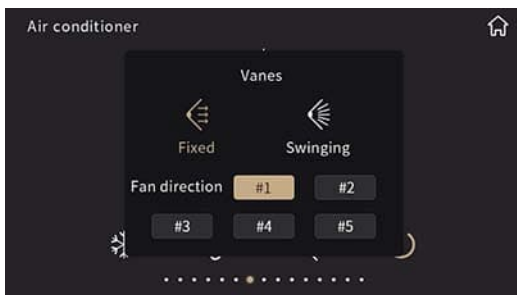 Air conditioner
Vanes
Fixed
Swinging
Fan direction
#1
#2
#3
#4
#5